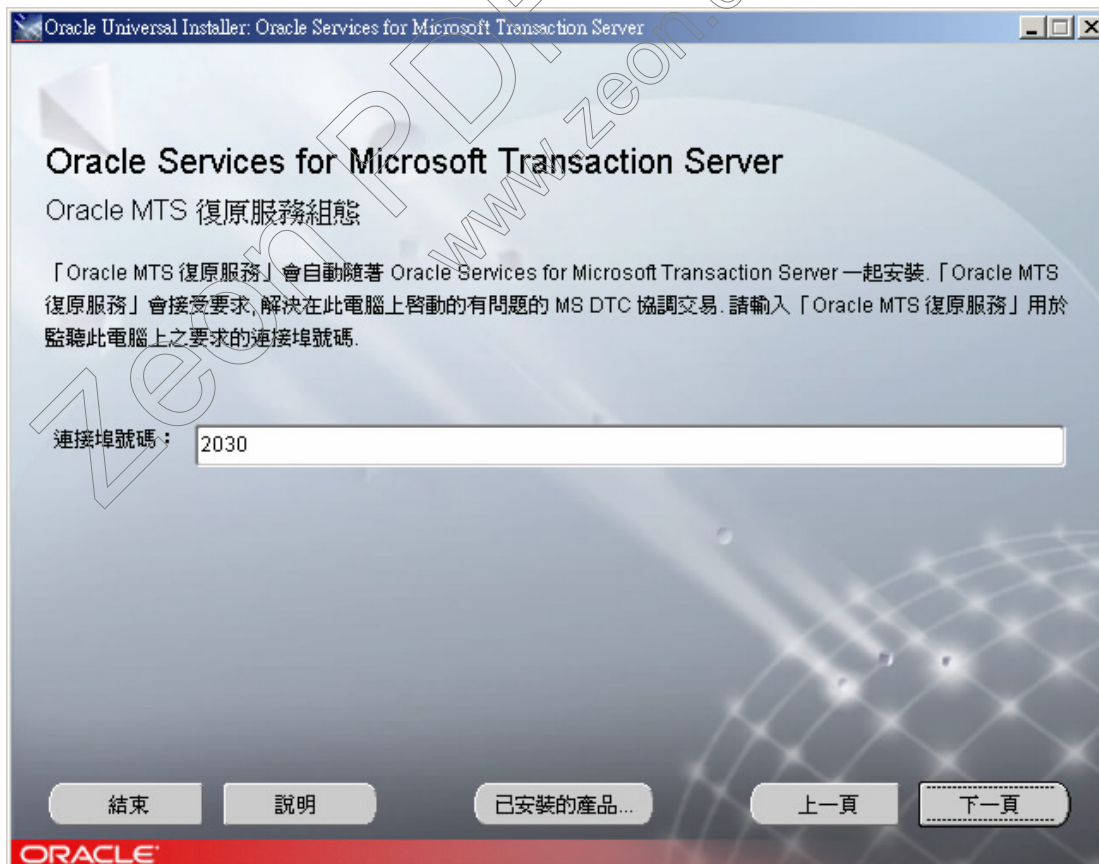 Oracle Universal Installer: Oracle Services for Microsoft Transaction Server
Oracle Services for Microsoft Transaction Server
Oracle MTS 復原服務組態
「Oracle MTS 復原服務」會自動隨著 Oracle Services for Microsoft Transaction Server 一起安裝.「Oracle MTS
復原服務」會接受要求,解決在此電腦上啓動的有問題的 MS DTC 協調交易.請輸入「Oracle MTS 復原服務」用於
監聽此電腦上之要求的連接埠號碼.
連接埠號碼： 2030
結束 說明 已安裝的產品... 上一頁 下一頁
ORACLE
Zeon PDF
www.zeon.